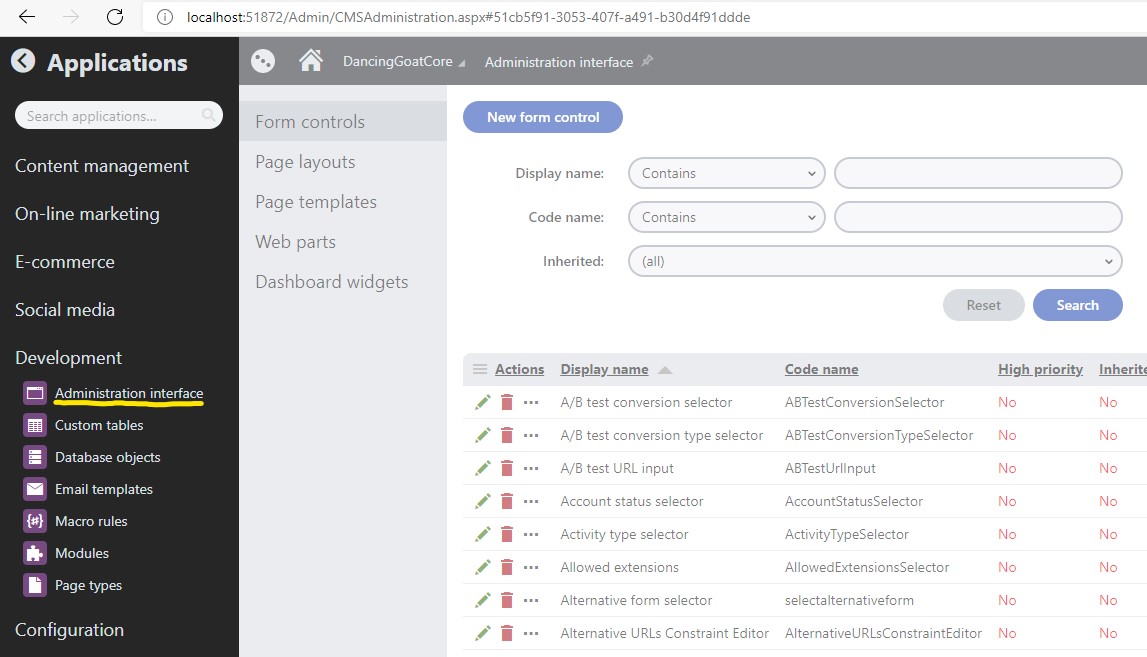 localhost:51872/Admin/CMSAdministration.aspx#51cb5f91-3053-407f-a491-b30d4f91ddde
Applications
DancingGoatCore
Administration interface
Search applications...
Content management
On-line marketing
E-commerce
Social media
Development
Administration interface
Custom tables
Database objects
Email templates
{#} Macro rules
Modules
Page types
Configuration
Form controls
Page layouts
Page templates
Web parts
Dashboard widgets
New form control
Display name: Contains
Code name: Contains
Inherited: (all)
Reset Search
Actions Display name Code name High priority Inherite
A/B test conversion selector ABTestConversionSelector No No
A/B test conversion type selector ABTestConversionTypeSelector No No
A/B test URL input ABTestUrlInput No No
Account status selector AccountStatusSelector No No
Activity type selector ActivityTypeSelector No No
Allowed extensions AllowedExtensionsSelector No No
Alternative form selector selectalternativeform No No
Alternative URLs Constraint Editor AlternativeURLsConstraintEditor No No